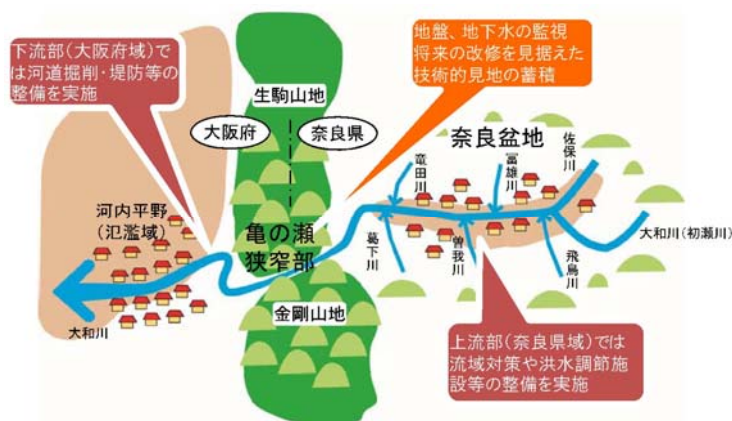 下流部(大阪府域)で
は河道掘削・堤防等の
整備を実施
地盤、地下水の監視
将来の改修を見据えた
技術的見地の蓄積
生駒山地
大阪府
奈良県
奈良盆地
佐保川
竜田川
富雄川
河内平野
(氾濫域)
亀の瀬
狭窄部
大和川(初瀬川)
葛下川
曽我川
飛鳥川
金剛山地
大和川
上流部(奈良県域)では
流域対策や洪水調節施
設等の整備を実施